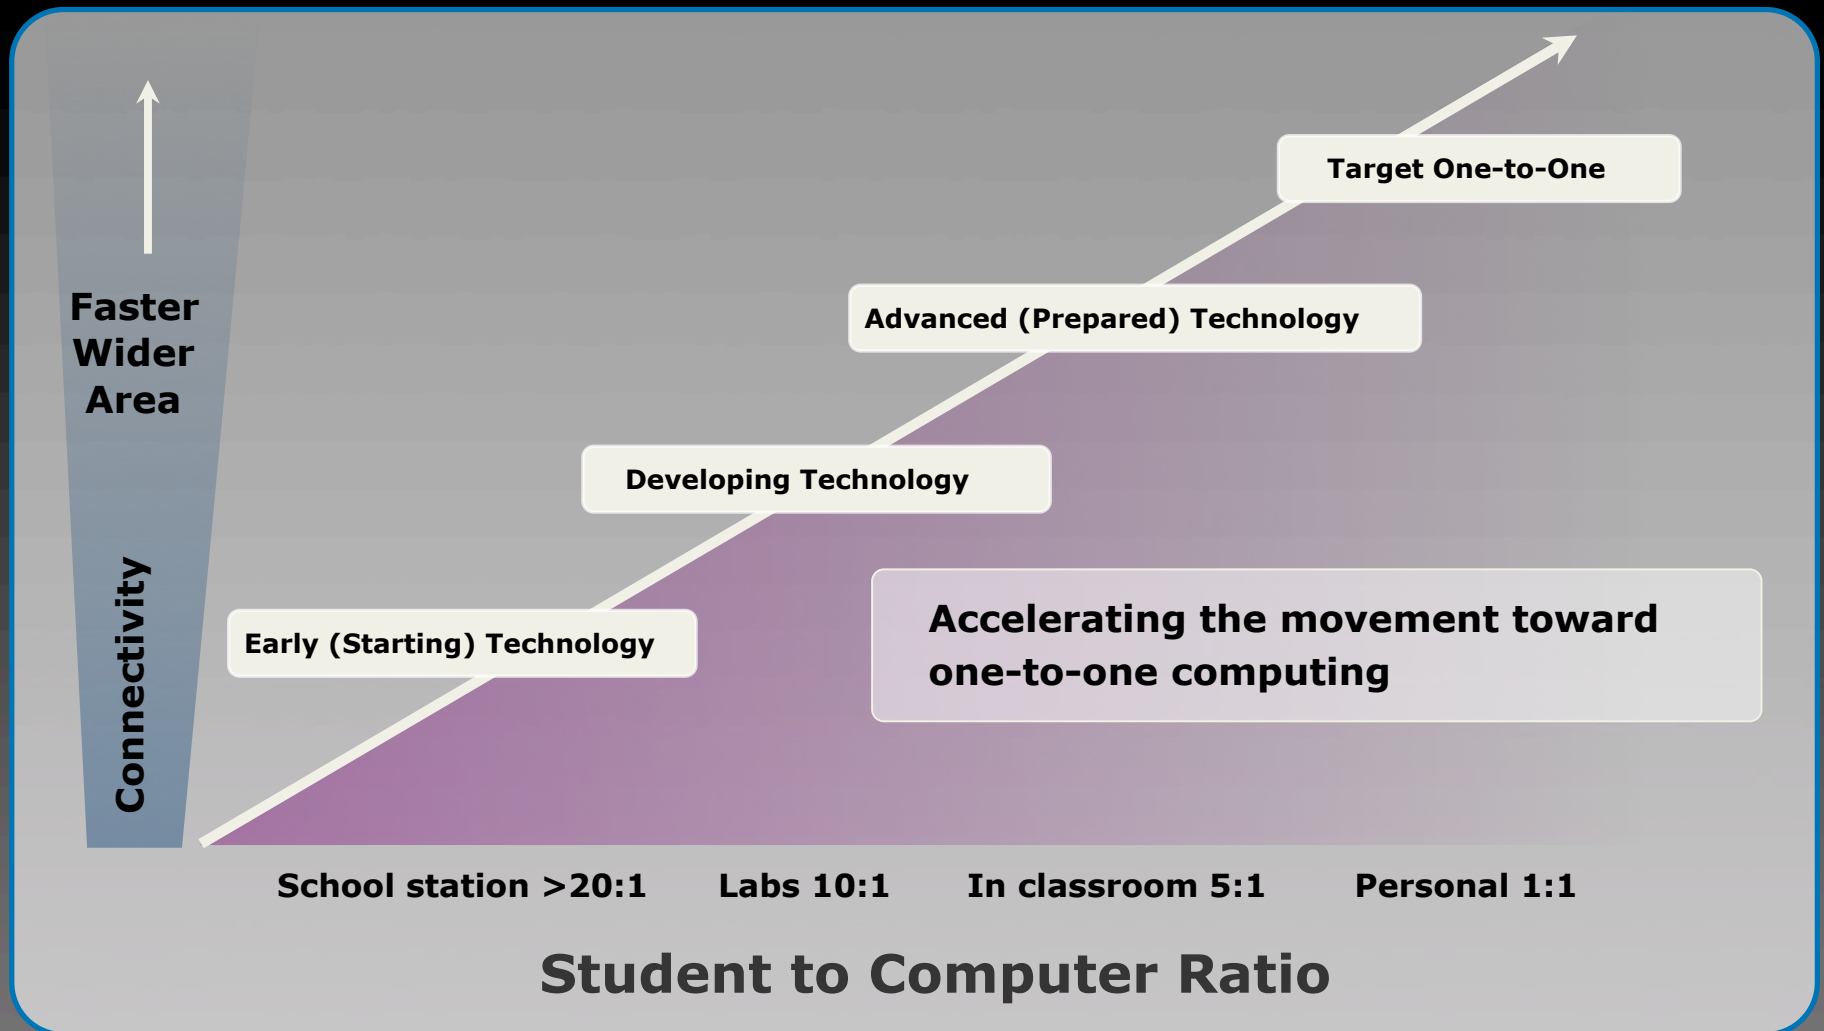 Target One-to-One
Faster
Wider
Area
Advanced (Prepared) Technology
Developing Technology
Connectivity
Early (Starting) Technology
Accelerating the movement toward
one-to-one computing
School station >20:1 Labs 10:1 In classroom 5:1 Personal 1:1
Student to Computer Ratio